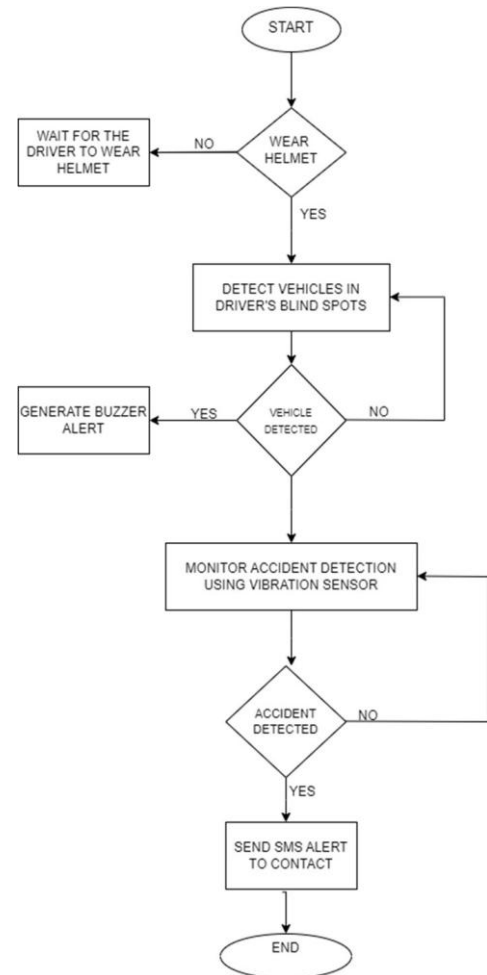 START
WEAR
HELMET
NO
WAIT FOR THE
DRIVER TO WEAR
HELMET
YES
DETECT VEHICLES IN
DRIVER'S BLIND SPOTS
VEHICLE
DETECTED
YES
GENERATE BUZZER
ALERT
NO
MONITOR ACCIDENT DETECTION
USING VIBRATION SENSOR
ACCIDENT
DETECTED
NO
YES
SEND SMS ALERT
TO CONTACT
END